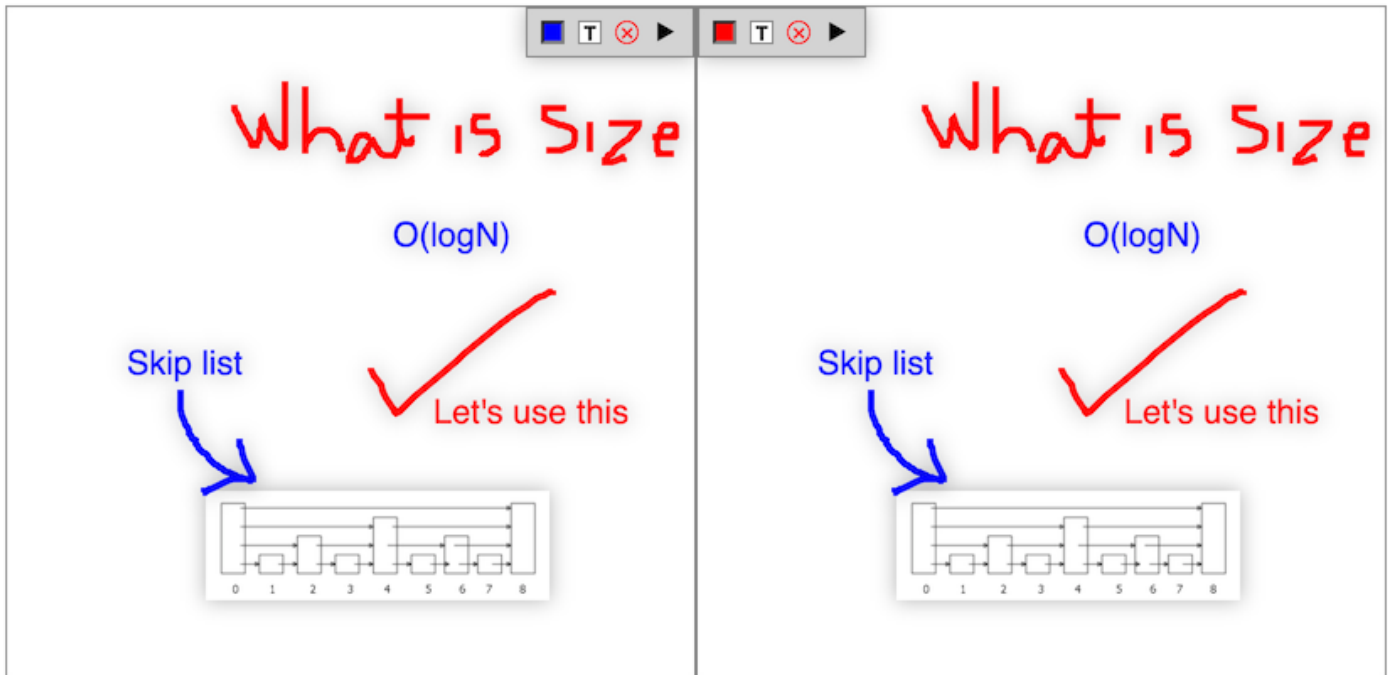 T T
What is Size What is Size
O(logN) O(logN)
Skip list Skip list
Let's use this Let's use this
0 1 2 3 4 5 6 7 8 0 1 2 3 4 5 6 7 8